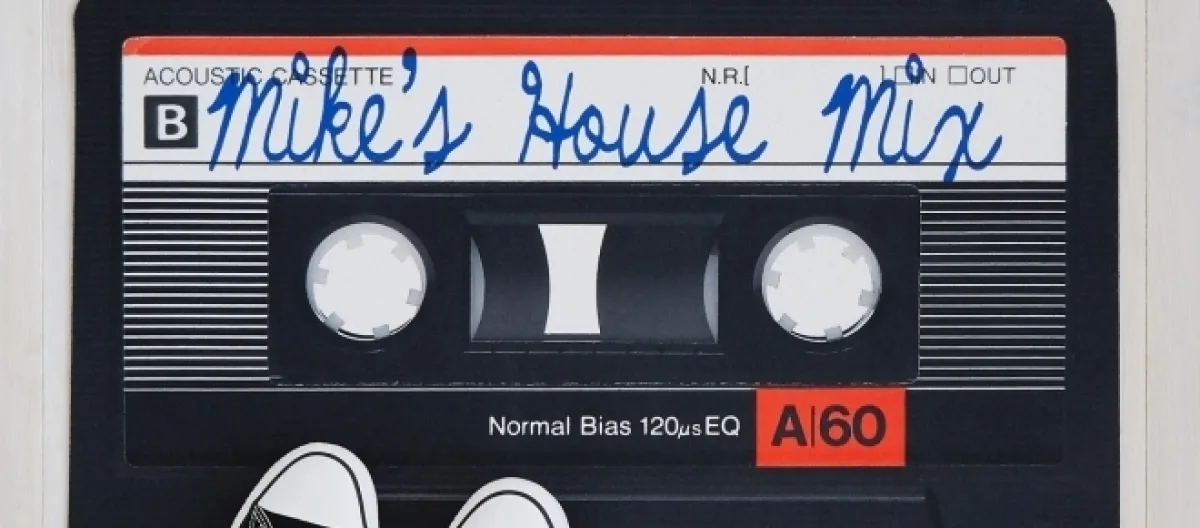 ACOUSTIC CASSETTE N.R.[ ] □IN □OUT
B Mike's House Mix
Normal Bias 120µs EQ A|60